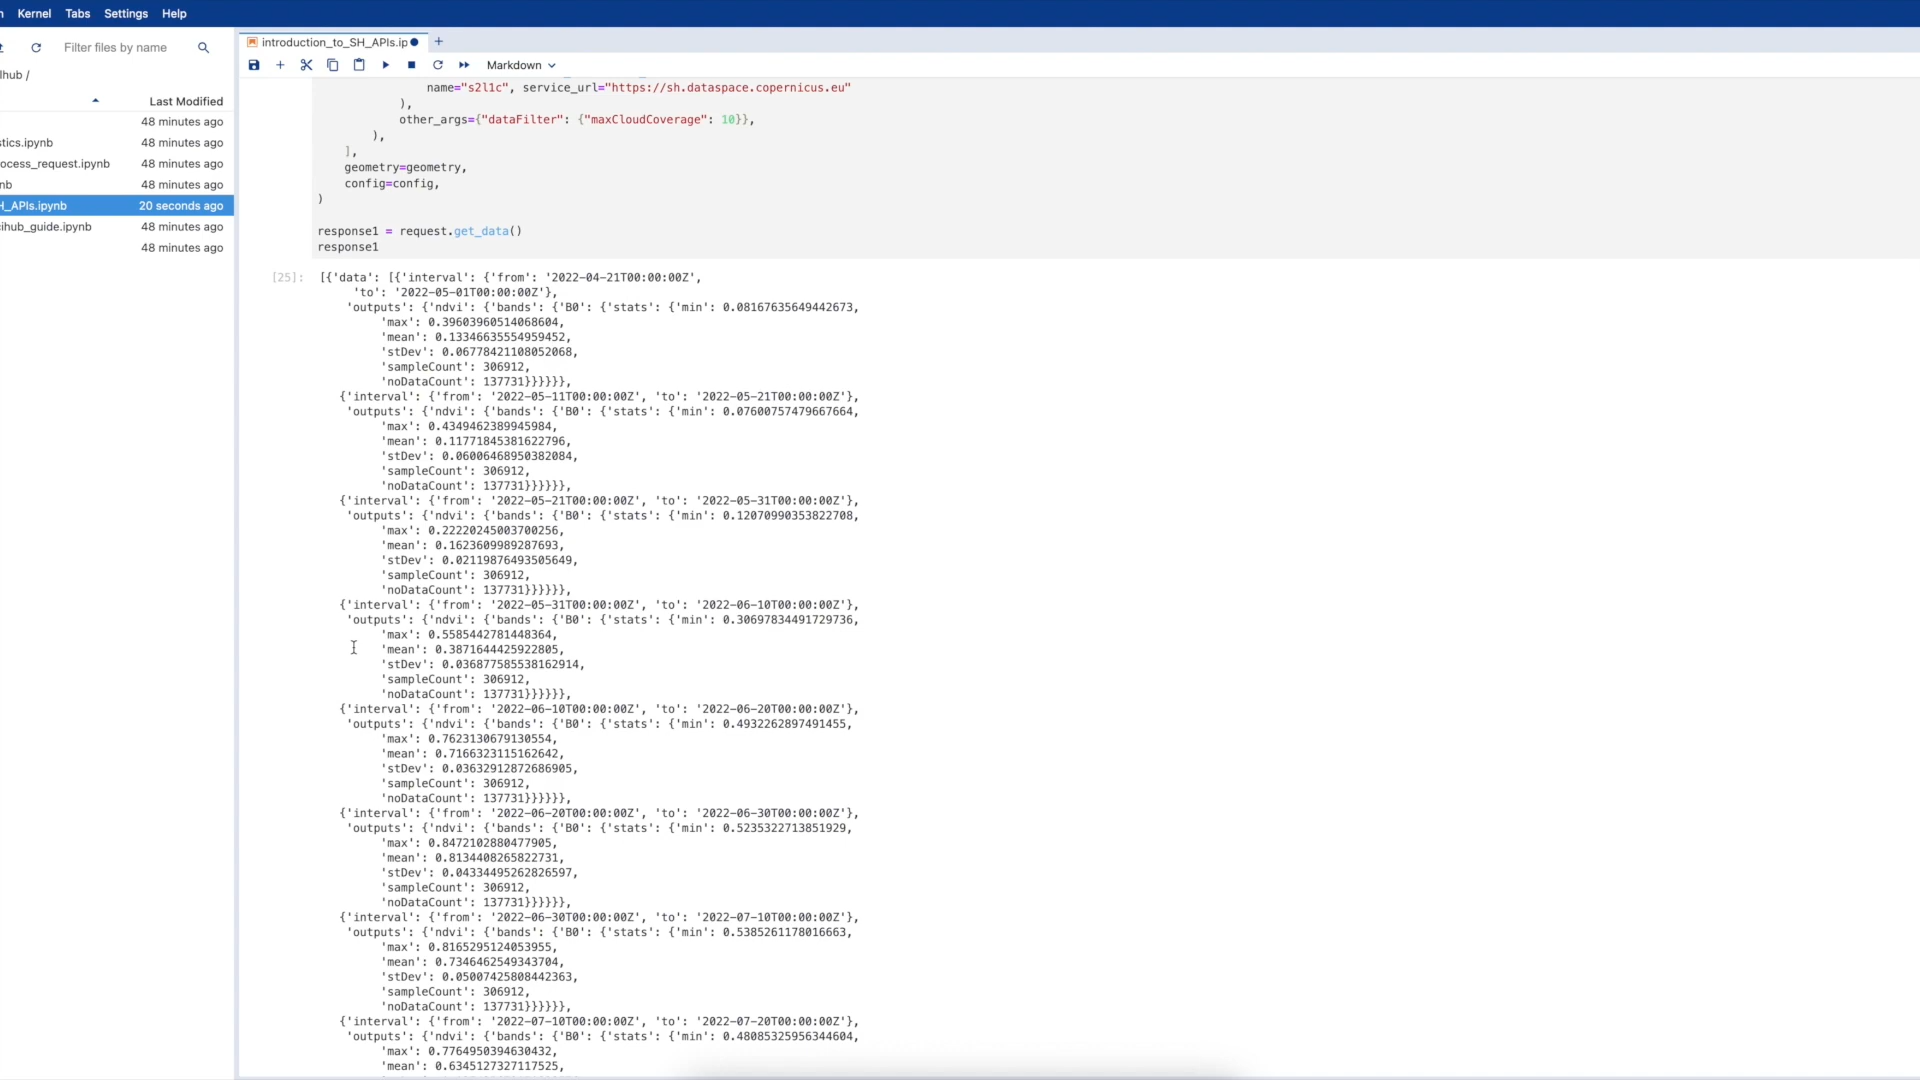 Kernel Tabs Settings Help
Filter files by name
lhub /
Last Modified
48 minutes ago
stics.ipynb 48 minutes ago
ocess_request.ipynb 48 minutes ago
nb 48 minutes ago
H_APIs.ipynb 20 seconds ago
cihub_guide.ipynb 48 minutes ago
48 minutes ago
introduction_to_SH_APIs.ip
Markdown
name="s2l1c", service_url="https://sh.dataspace.copernicus.eu"
),
other_args={"dataFilter": {"maxCloudCoverage": 10}},
),
],
geometry=geometry,
config=config,
)
response1 = request.get_data()
response1
[25]: [{'data': [{'interval': {'from': '2022-04-21T00:00:00Z',
'to': '2022-05-01T00:00:00Z'},
'outputs': {'ndvi': {'bands': {'B0': {'stats': {'min': 0.08167635649442673,
'max': 0.39603960514068604,
'mean': 0.13346635554959452,
'stDev': 0.06778421108052068,
'sampleCount': 306912,
'noDataCount': 137731}}}}}},
{'interval': {'from': '2022-05-11T00:00:00Z', 'to': '2022-05-21T00:00:00Z'},
'outputs': {'ndvi': {'bands': {'B0': {'stats': {'min': 0.07600757479667664,
'max': 0.4349462389945984,
'mean': 0.11771845381622796,
'stDev': 0.06006468950382084,
'sampleCount': 306912,
'noDataCount': 137731}}}}}},
{'interval': {'from': '2022-05-21T00:00:00Z', 'to': '2022-05-31T00:00:00Z'},
'outputs': {'ndvi': {'bands': {'B0': {'stats': {'min': 0.12070990353822708,
'max': 0.22220245003700256,
'mean': 0.1623609989287693,
'stDev': 0.02119876493505649,
'sampleCount': 306912,
'noDataCount': 137731}}}}}},
{'interval': {'from': '2022-05-31T00:00:00Z', 'to': '2022-06-10T00:00:00Z'},
'outputs': {'ndvi': {'bands': {'B0': {'stats': {'min': 0.30697834491729736,
'max': 0.5585442781448364,
'mean': 0.3871644425922805,
'stDev': 0.036877585538162914,
'sampleCount': 306912,
'noDataCount': 137731}}}}}},
{'interval': {'from': '2022-06-10T00:00:00Z', 'to': '2022-06-20T00:00:00Z'},
'outputs': {'ndvi': {'bands': {'B0': {'stats': {'min': 0.4932262897491455,
'max': 0.7623130679130554,
'mean': 0.7166323115162642,
'stDev': 0.03632912872686905,
'sampleCount': 306912,
'noDataCount': 137731}}}}}},
{'interval': {'from': '2022-06-20T00:00:00Z', 'to': '2022-06-30T00:00:00Z'},
'outputs': {'ndvi': {'bands': {'B0': {'stats': {'min': 0.5235322713851929,
'max': 0.8472102880477905,
'mean': 0.8134408265822731,
'stDev': 0.04334495262826597,
'sampleCount': 306912,
'noDataCount': 137731}}}}}},
{'interval': {'from': '2022-06-30T00:00:00Z', 'to': '2022-07-10T00:00:00Z'},
'outputs': {'ndvi': {'bands': {'B0': {'stats': {'min': 0.5385261178016663,
'max': 0.8165295124053955,
'mean': 0.7346462549343704,
'stDev': 0.05007425808442363,
'sampleCount': 306912,
'noDataCount': 137731}}}}}},
{'interval': {'from': '2022-07-10T00:00:00Z', 'to': '2022-07-20T00:00:00Z'},
'outputs': {'ndvi': {'bands': {'B0': {'stats': {'min': 0.48085325956344604,
'max': 0.7764950394630432,
'mean': 0.6345127327117525,